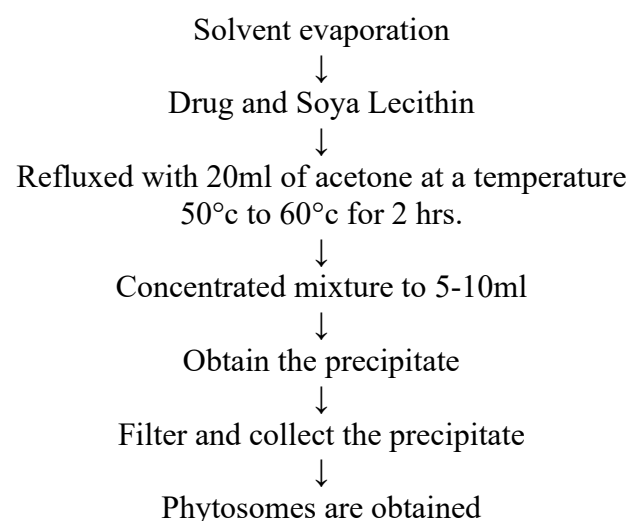 Solvent evaporation
↓
Drug and Soya Lecithin
↓
Refluxed with 20ml of acetone at a temperature
50°c to 60°c for 2 hrs.
↓
Concentrated mixture to 5-10ml
↓
Obtain the precipitate
↓
Filter and collect the precipitate
↓
Phytosomes are obtained